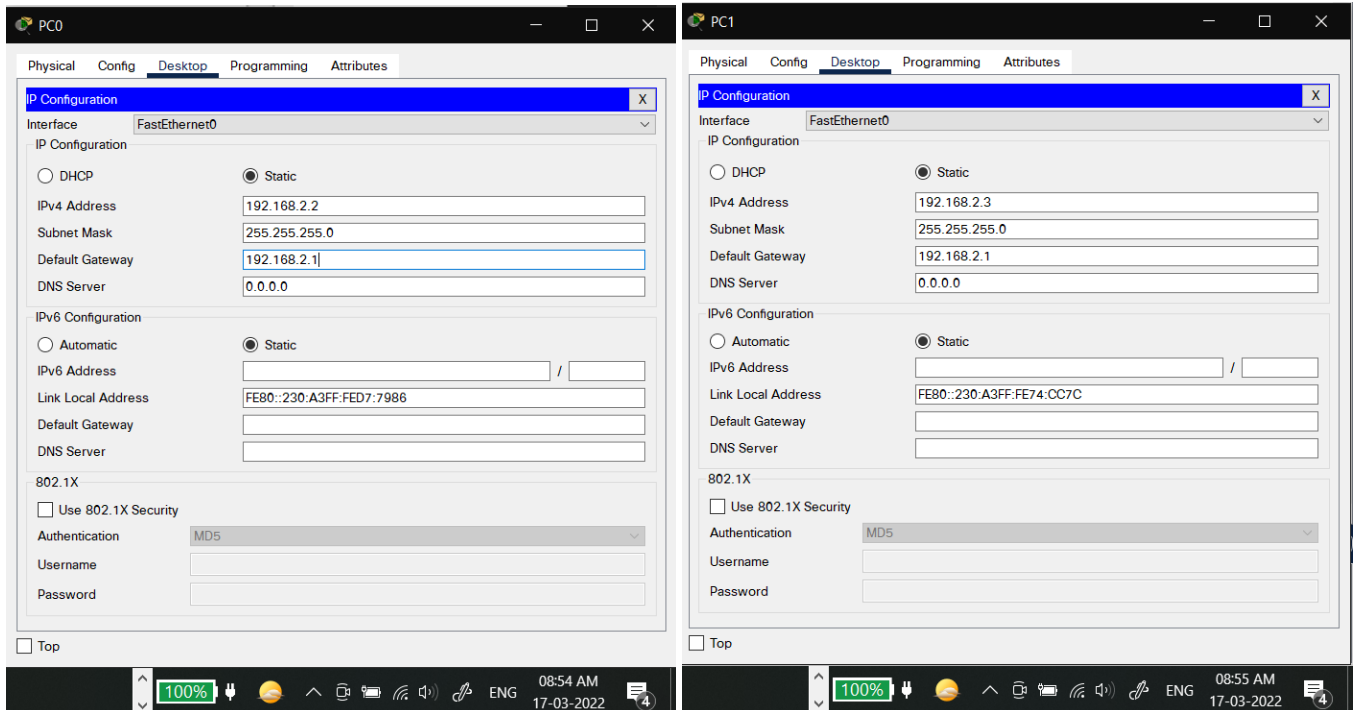 PC0
Physical Config Desktop Programming Attributes
IP Configuration X
Interface FastEthernet0
IP Configuration
DHCP Static
IPv4 Address 192.168.2.2
Subnet Mask 255.255.255.0
Default Gateway 192.168.2.1
DNS Server 0.0.0.0
IPv6 Configuration
Automatic Static
IPv6 Address /
Link Local Address FE80::230:A3FF:FED7:7986
Default Gateway
DNS Server
802.1X
Use 802.1X Security
Authentication MD5
Username
Password
Top
100% ENG 08:54 AM
17-03-2022 4
PC1
Physical Config Desktop Programming Attributes
IP Configuration X
Interface FastEthernet0
IP Configuration
DHCP Static
IPv4 Address 192.168.2.3
Subnet Mask 255.255.255.0
Default Gateway 192.168.2.1
DNS Server 0.0.0.0
IPv6 Configuration
Automatic Static
IPv6 Address /
Link Local Address FE80::230:A3FF:FE74:CC7C
Default Gateway
DNS Server
802.1X
Use 802.1X Security
Authentication MD5
Username
Password
Top
100% ENG 08:55 AM
17-03-2022 4